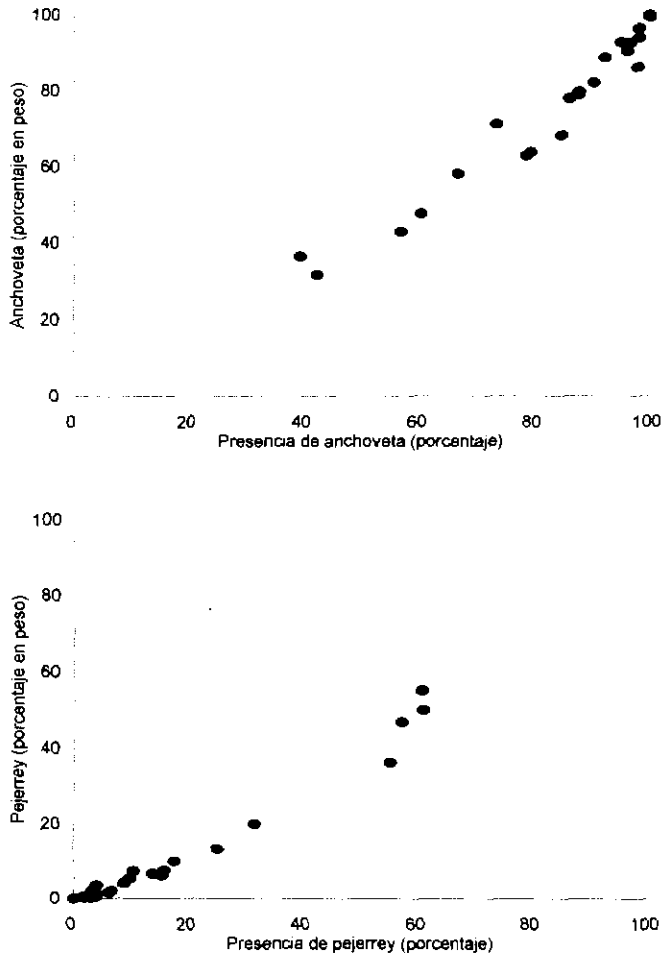 100
80
60
40
20
0
Anchoveta (porcentaje en peso)
0 20 40 60 80 100
Presencia de anchoveta (porcentaje)
100
80
60
40
20
0
Pejerrey (porcentaje en peso)
0 20 40 60 80 100
Presencia de pejerrey (porcentaje)